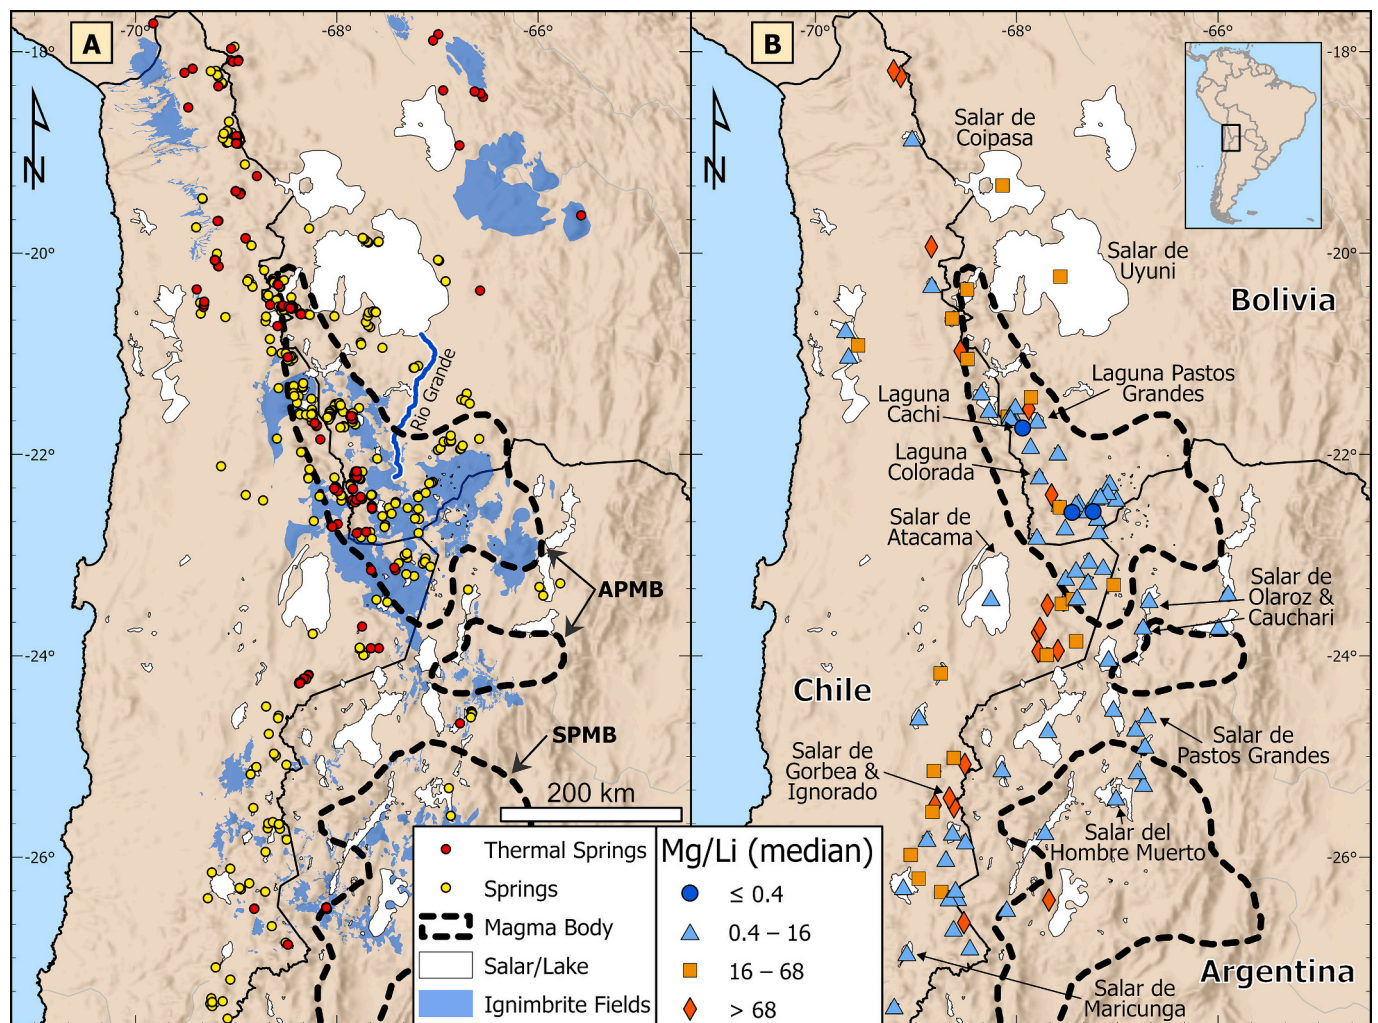 A
-70°
-68°
-66°
-18°
N
-20°
Rio Grande
-22°
APMB
-24°
SPMB
200 km
-26°
Thermal Springs
Springs
Magma Body
Salar/Lake
Ignimbrite Fields
B
-70°
-68°
-66°
-18°
N
Salar de
Coipasa
-20°
Salar de
Uyuni
Bolivia
Laguna Pastos
Grandes
Laguna
Cachi
Laguna
Colorada
-22°
Salar de
Atacama
Salar de
Olaroz &
Cauchari
-24°
Chile
Salar de
Pastos Grandes
Salar de
Gorbea &
Ignorado
Salar del
Hombre Muerto
-26°
Argentina
Salar de
Maricunga
Mg/Li (median)
≤ 0.4
0.4 – 16
16 – 68
> 68